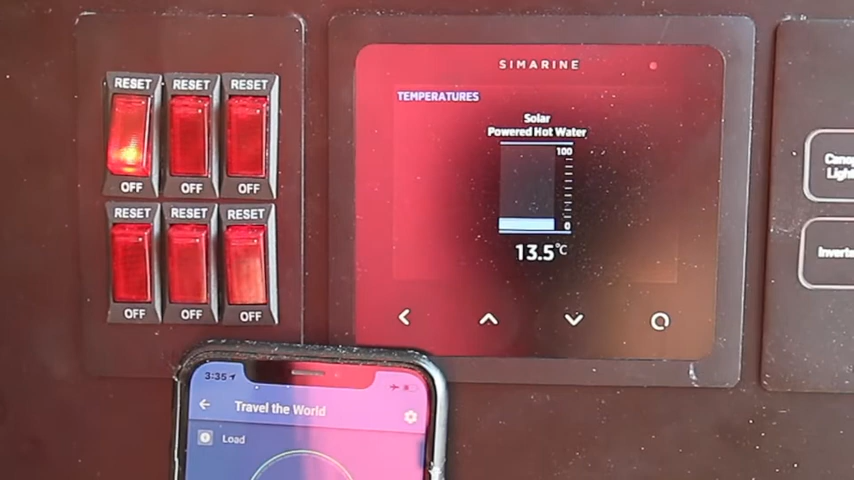 RESET RESET RESET
OFF OFF OFF
RESET RESET RESET
OFF OFF OFF
SIMARINE
TEMPERATURES
Solar
Powered Hot Water
100
0
13.5°C
3:35
Travel the World
Load